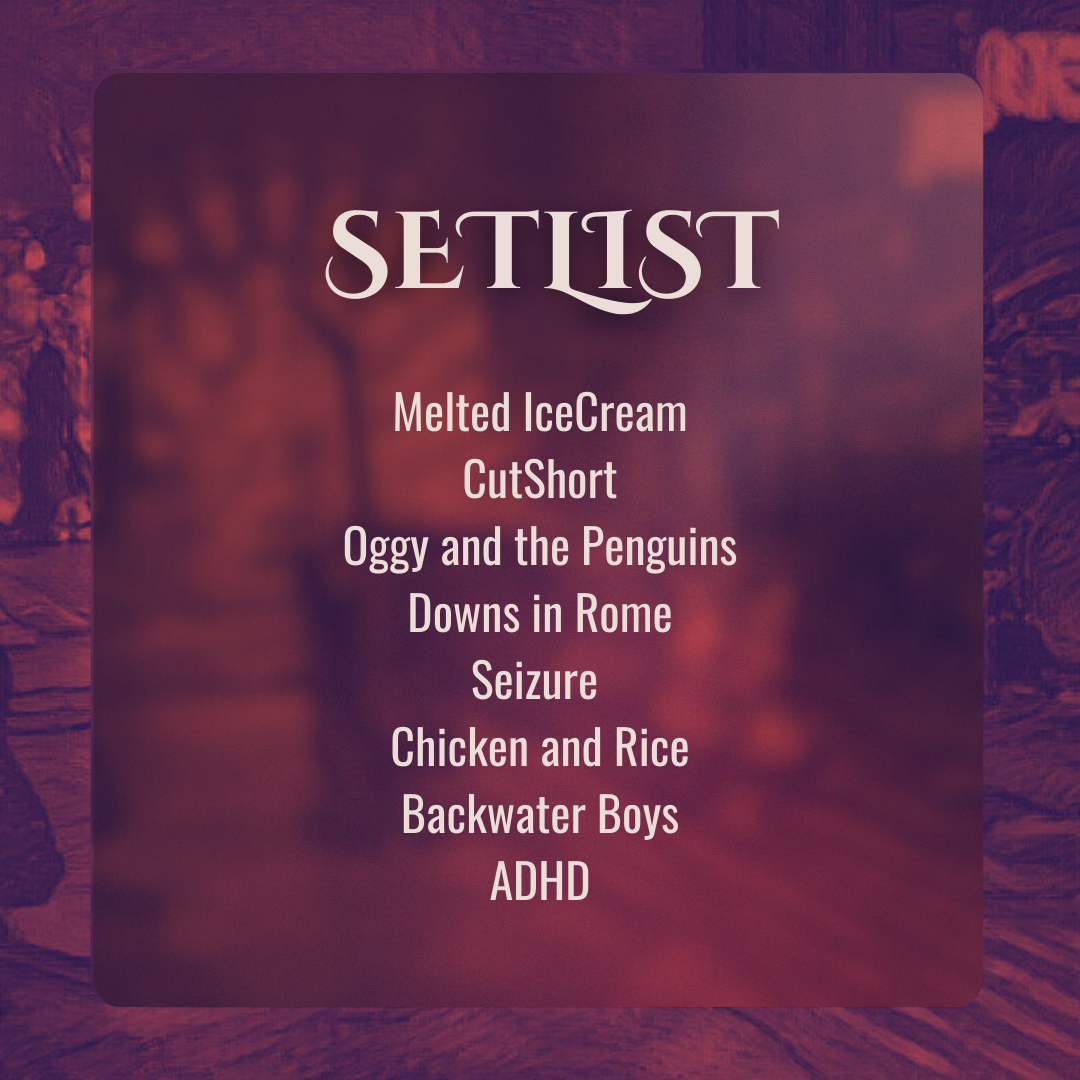 SETLIST
Melted IceCream
CutShort
Oggy and the Penguins
Downs in Rome
Seizure
Chicken and Rice
Backwater Boys
ADHD